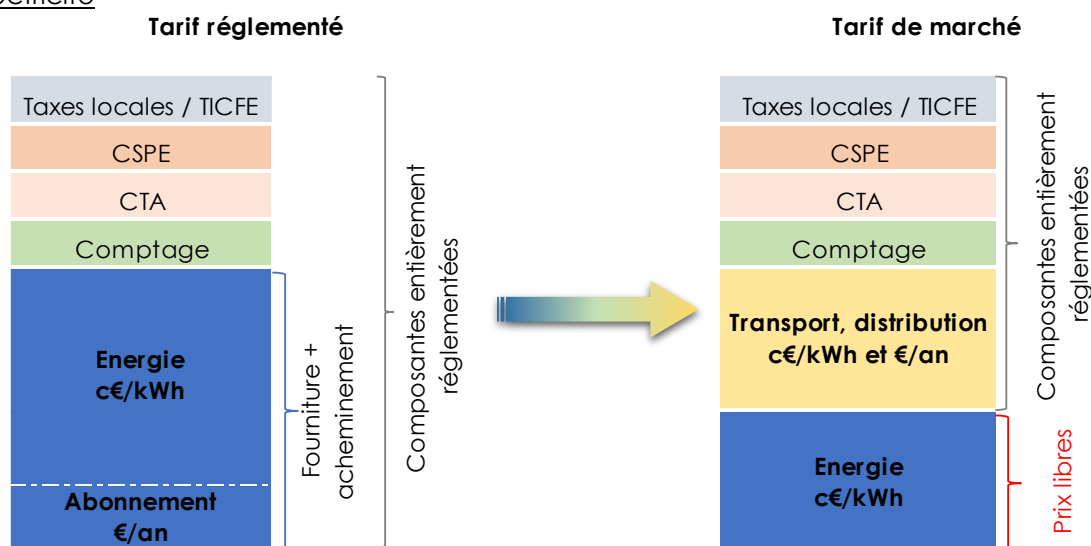 Tarif réglementé
Taxes locales / TICFE
CSPE
CTA
Comptage
Energie
c€/kWh
Abonnement
€/an
Fourniture +
acheminement
Composantes entièrement
réglementées
Tarif de marché
Taxes locales / TICFE
CSPE
CTA
Comptage
Transport, distribution
c€/kWh et €/an
Energie
c€/kWh
Composantes entièrement
réglementées
Prix libres